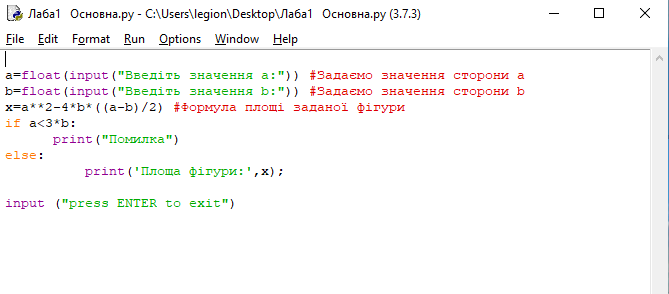 Лаба1 Основна.py - C:\Users\legion\Desktop\Лаба1 Основна.py (3.7.3)
File Edit Format Run Options Window Help
a=float(input("Введіть значення a:")) #Задаємо значення сторони a
b=float(input("Введіть значення b:")) #Задаємо значення сторони b
x=a**2-4*b*((a-b)/2) #Формула площі заданої фігури
if a<3*b:
print("Помилка")
else:
print('Площа фігури:',x);
input ("press ENTER to exit")